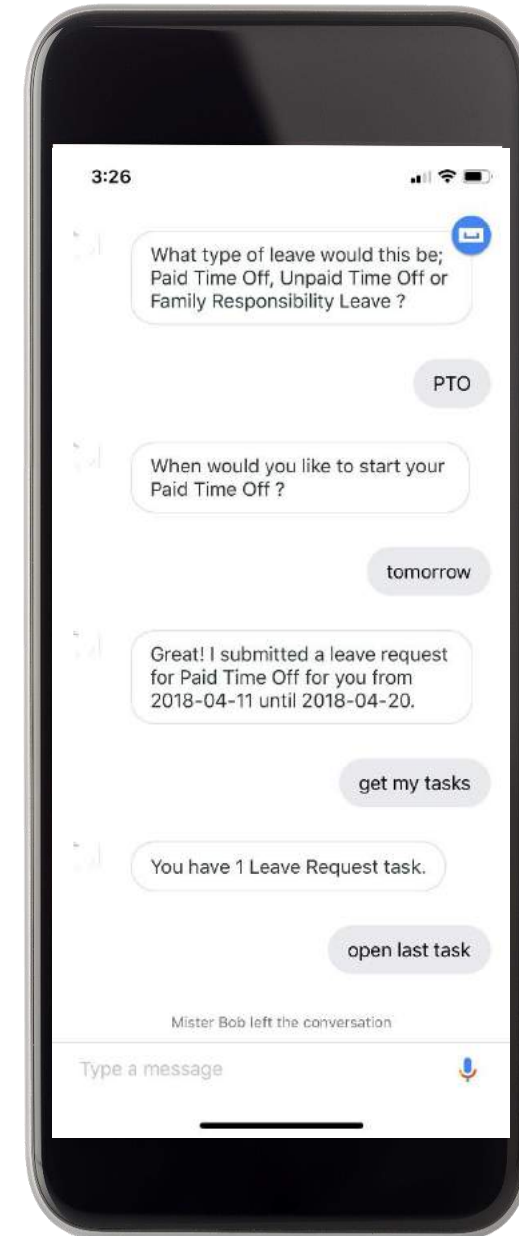 3:26
What type of leave would this be;
Paid Time Off, Unpaid Time Off or
Family Responsibility Leave ?
PTO
When would you like to start your
Paid Time Off ?
tomorrow
Great! I submitted a leave request
for Paid Time Off for you from
2018-04-11 until 2018-04-20.
get my tasks
You have 1 Leave Request task.
open last task
Mister Bob left the conversation
Type a message